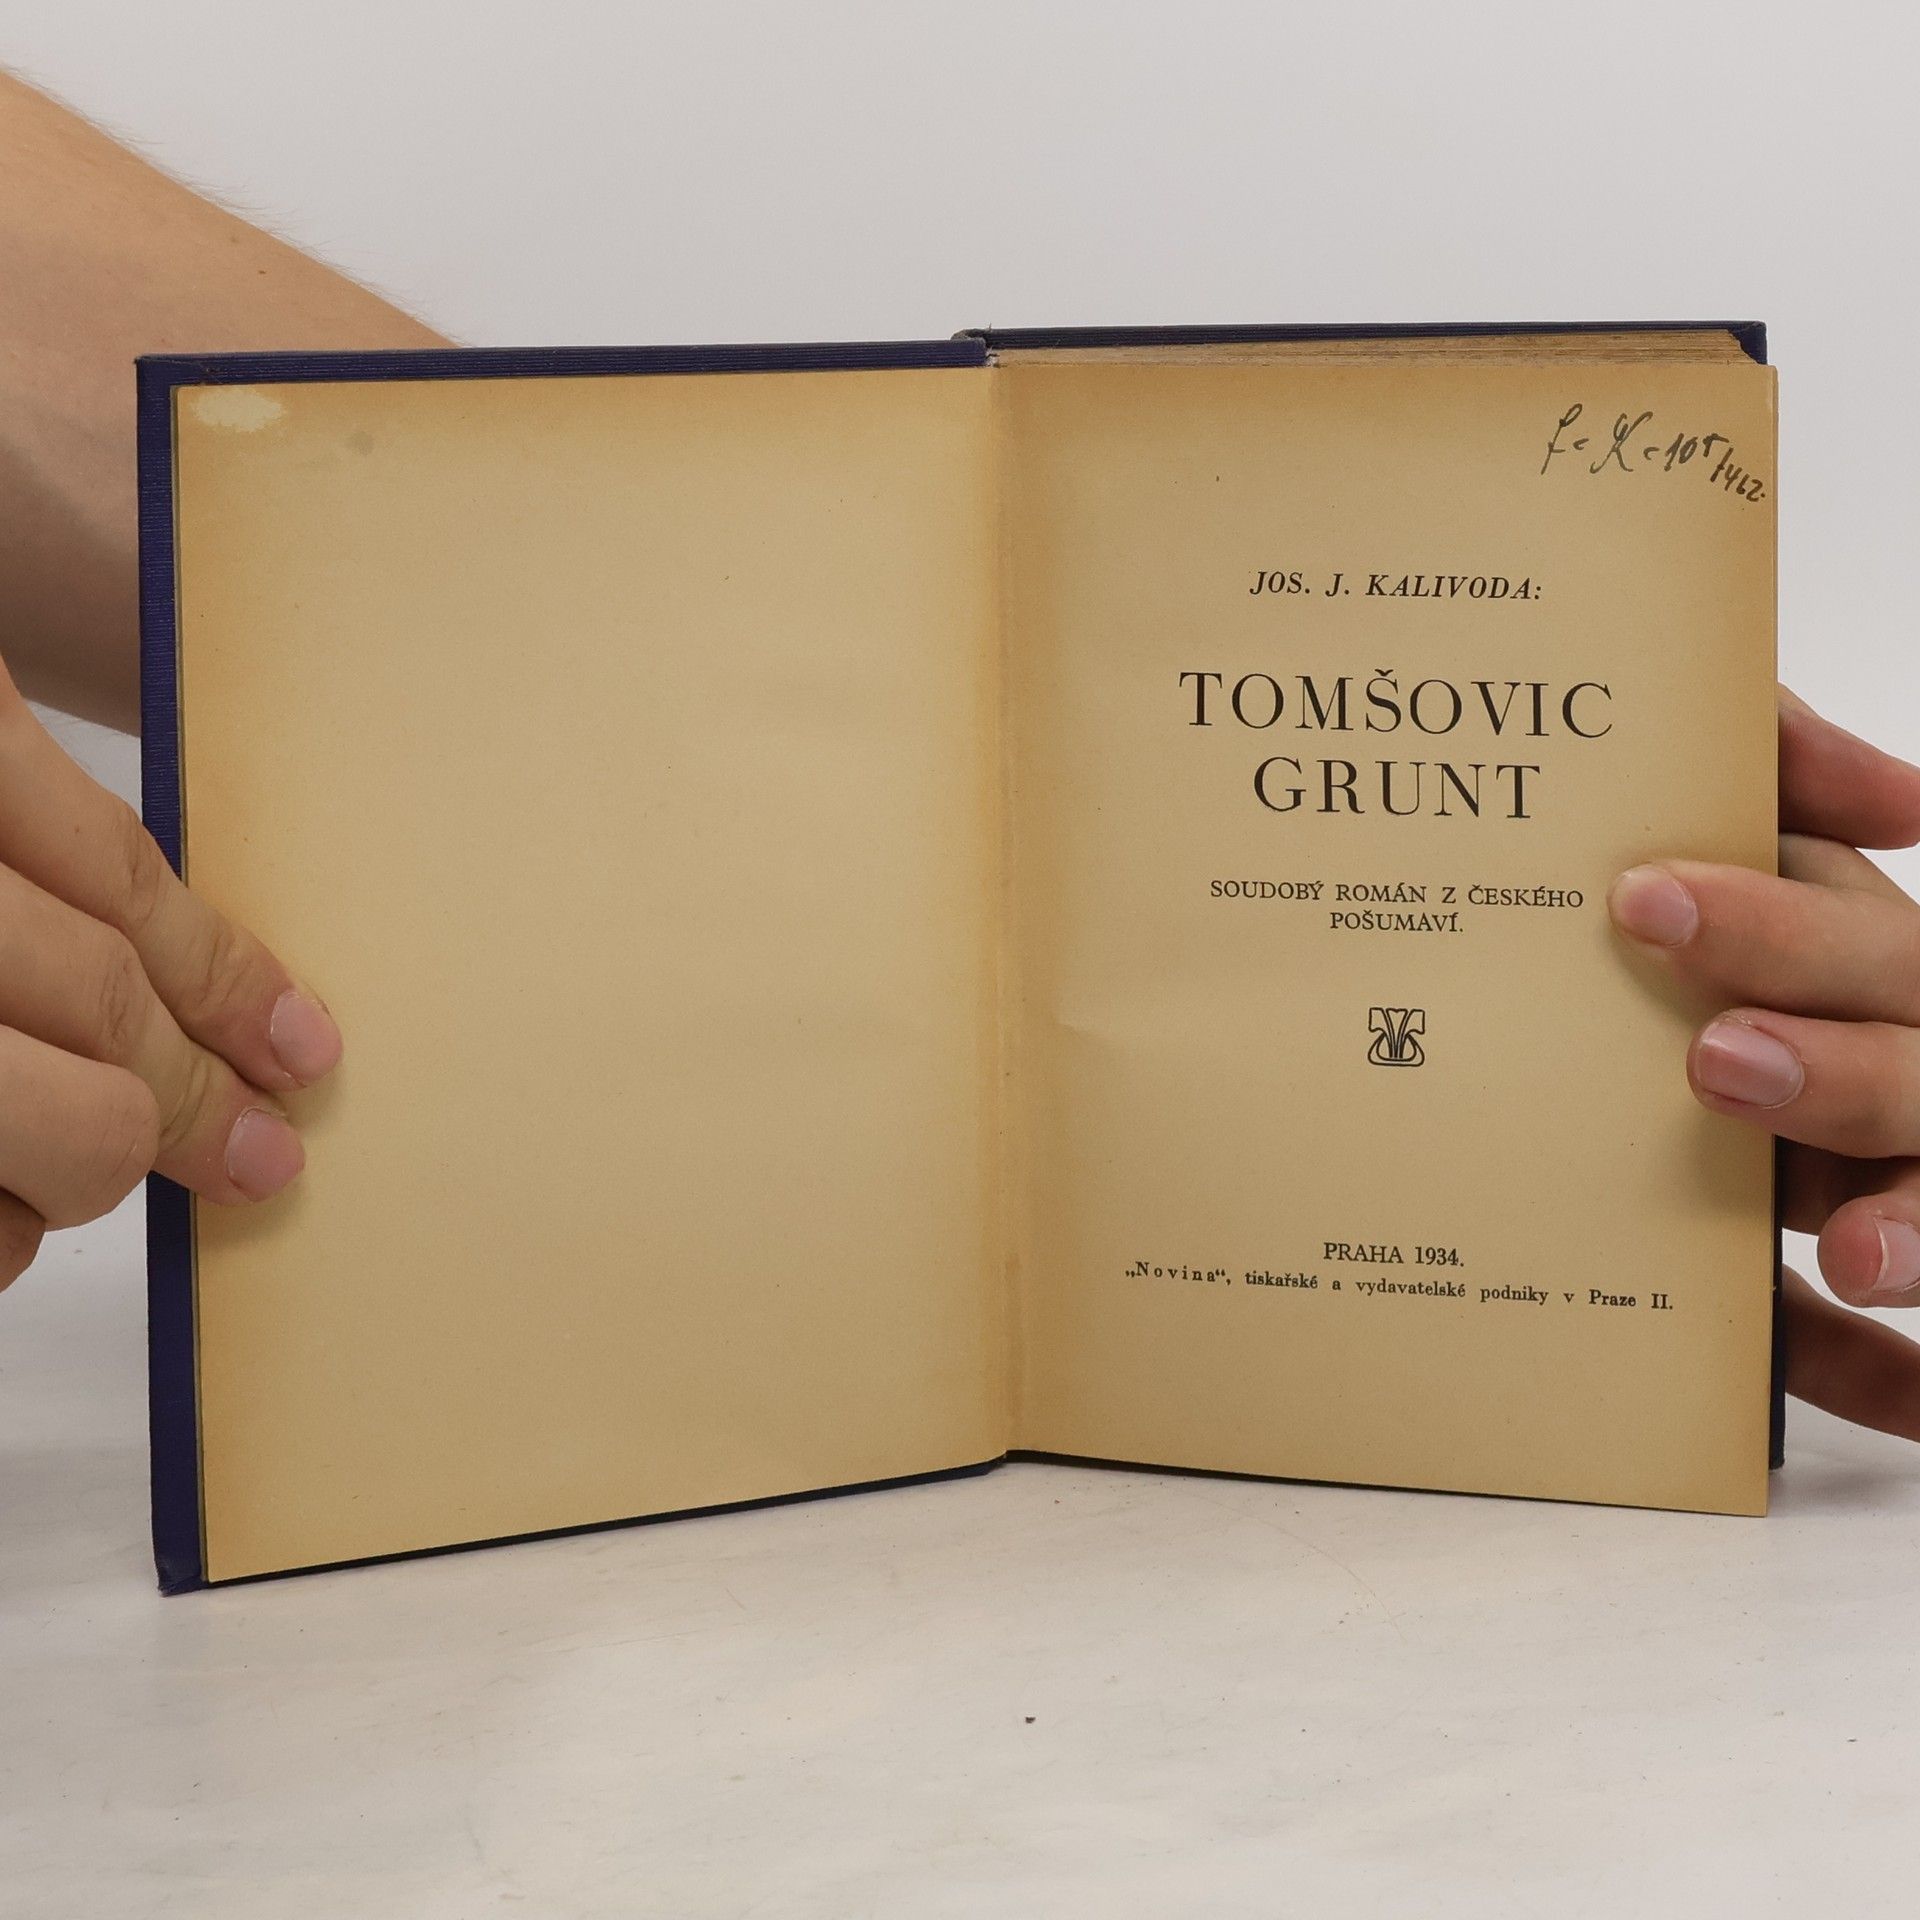 JOS. J. KALIVODA:
TOMŠOVIC
GRUNT
SOUDOBÝ ROMÁN Z ČESKÉHO
POŠUMAVÍ.
PRAHA 1934.
„Novina“, tiskařské a vydavatelské podniky v Praze II.